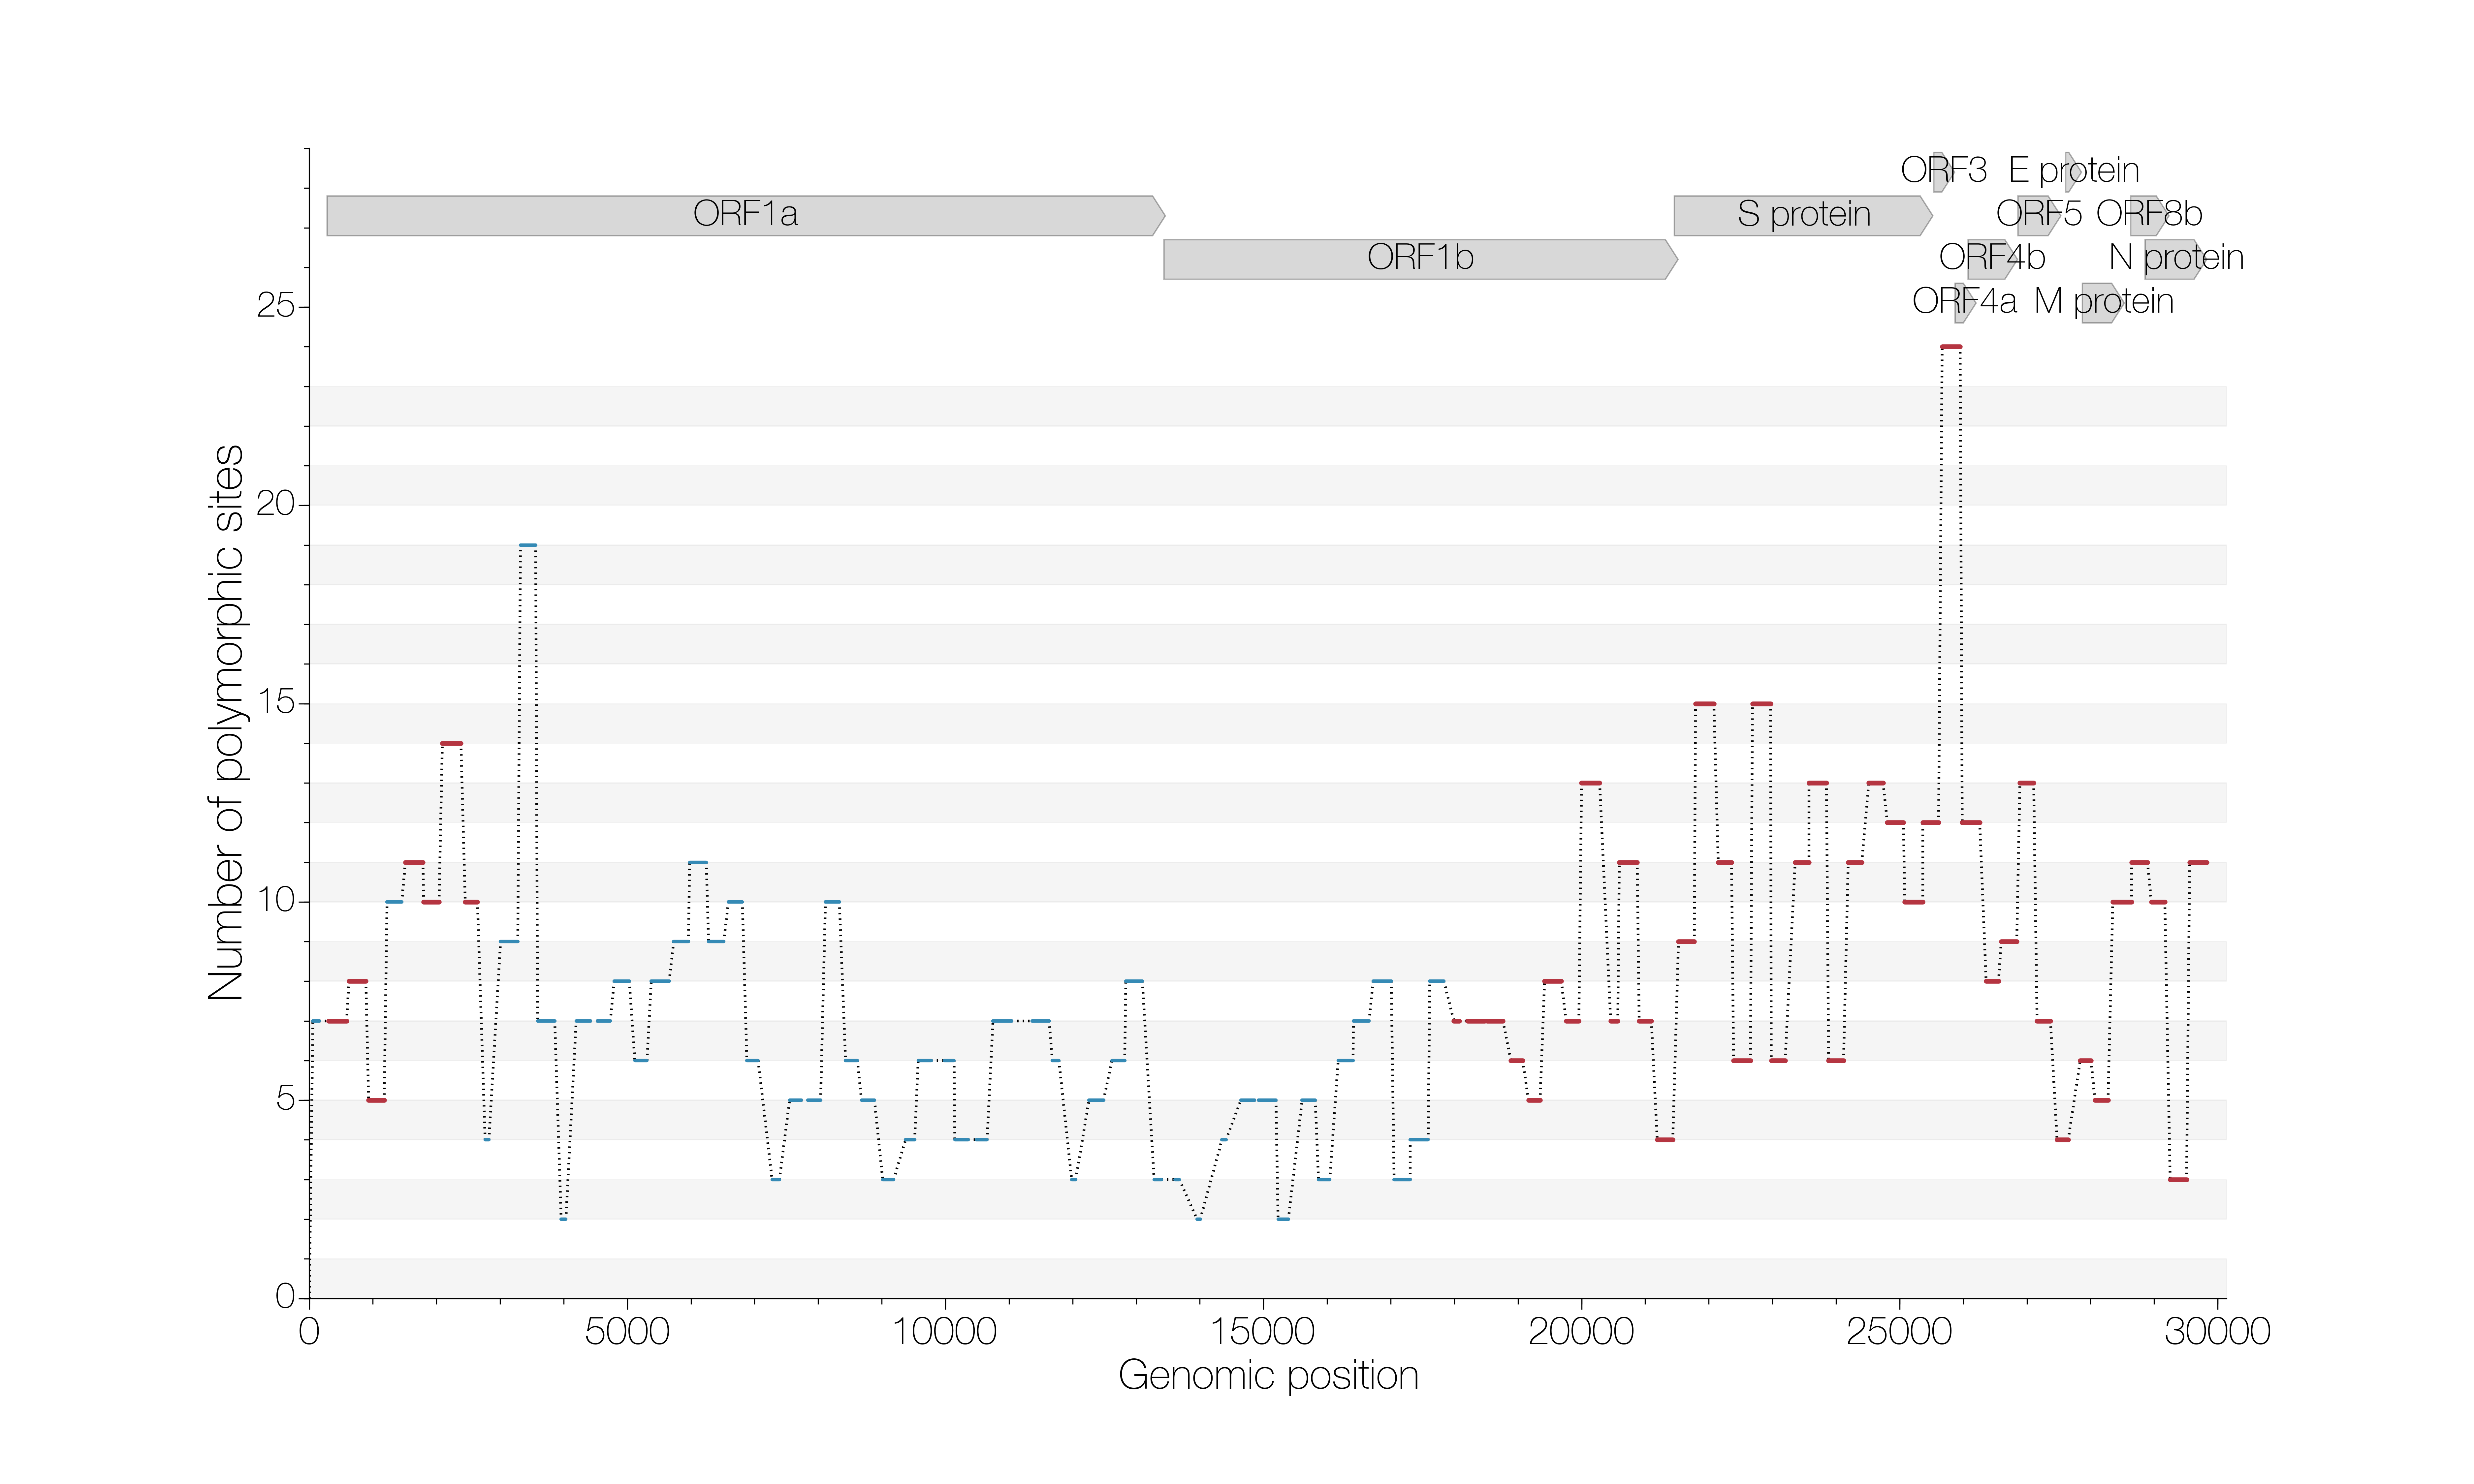 ORF3 E protein
ORF1a S protein ORF5 ORF8b
ORF1b ORF4b N protein
ORF4a M protein
25
20
15
10
5
0
Number of polymorphic sites
0 5000 10000 15000 20000 25000 30000
Genomic position